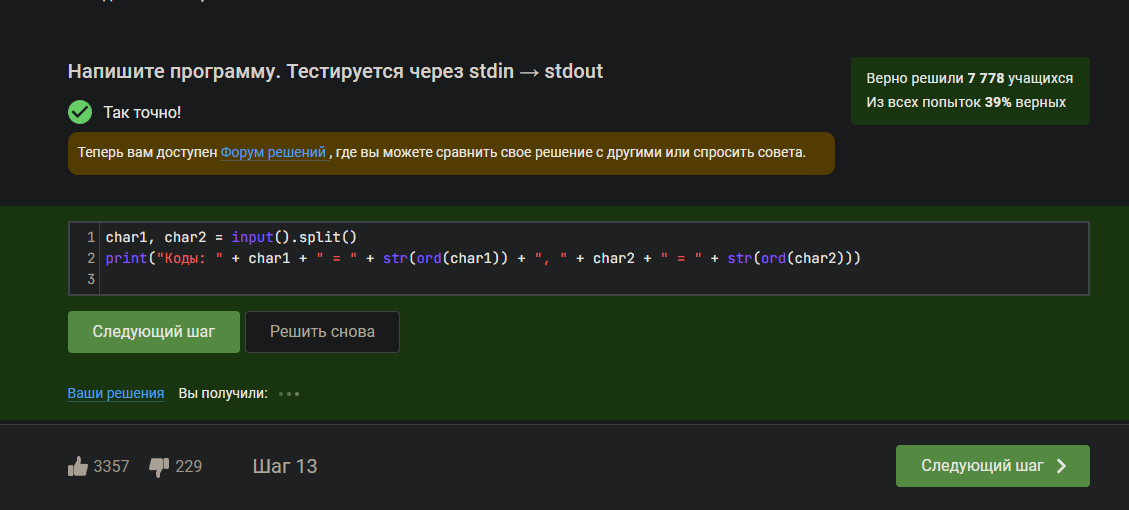 Напишите программу. Тестируется через stdin → stdout
Верно решили 7 778 учащихся
Из всех попыток 39% верных
Так точно!
Теперь вам доступен Форум решений , где вы можете сравнить свое решение с другими или спросить совета.
1 char1, char2 = input().split()
2 print("Коды: " + char1 + " = " + str(ord(char1)) + ", " + char2 + " = " + str(ord(char2)))
3
Следующий шаг Решить снова
Ваши решения Вы получили:
3357 229 Шаг 13 Следующий шаг